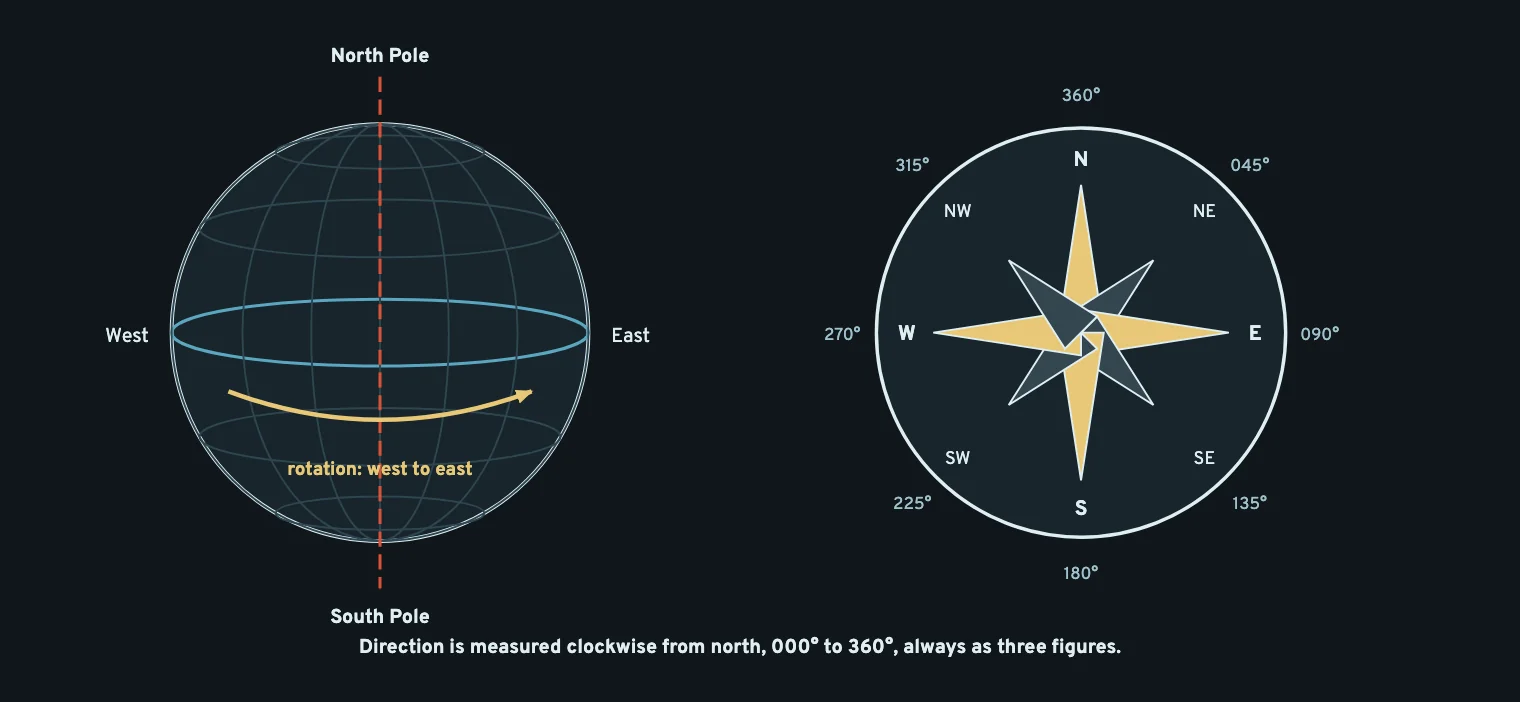 North Pole
West
East
rotation: west to east
South Pole
360°
315°
045°
N
NW
NE
270°
W
E
090°
SW
SE
225°
135°
S
180°
Direction is measured clockwise from north, 000° to 360°, always as three figures.